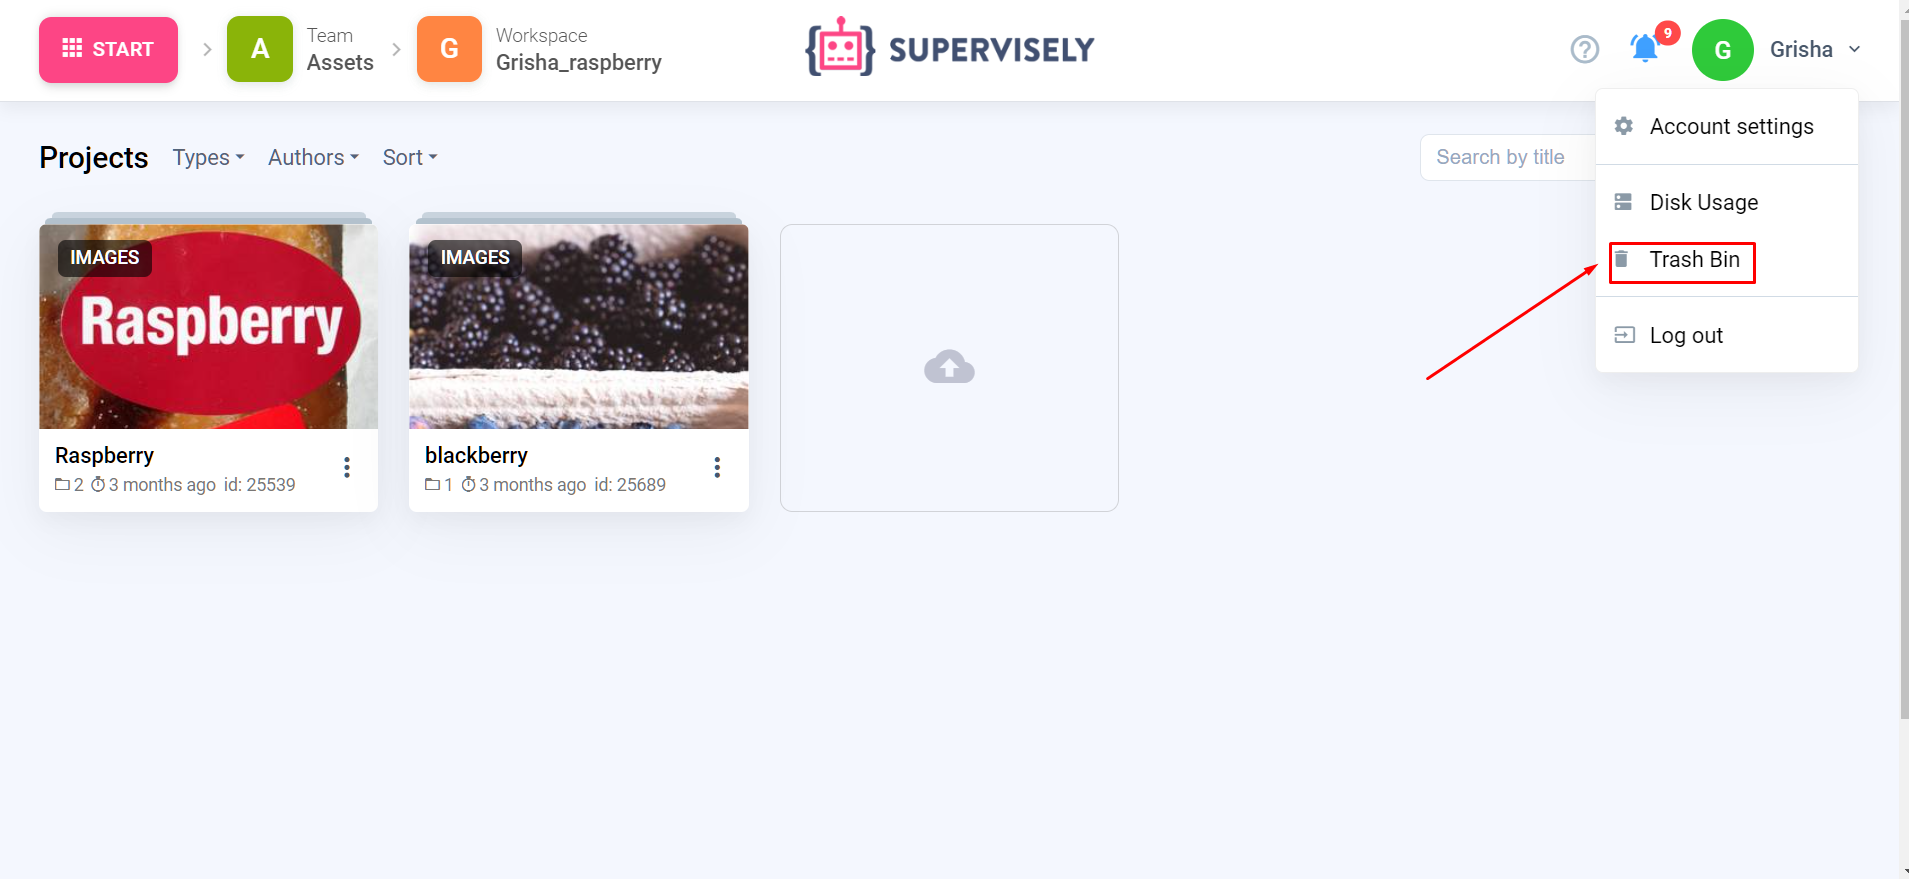 START
A
Team
Assets
G
Workspace
Grisha_raspberry
SUPERVISELY
9
G
Grisha
Account settings
Disk Usage
Trash Bin
Log out
Projects
Types
Authors
Sort
Search by title
IMAGES
Raspberry
Raspberry
2 3 months ago id: 25539
IMAGES
blackberry
1 3 months ago id: 25689